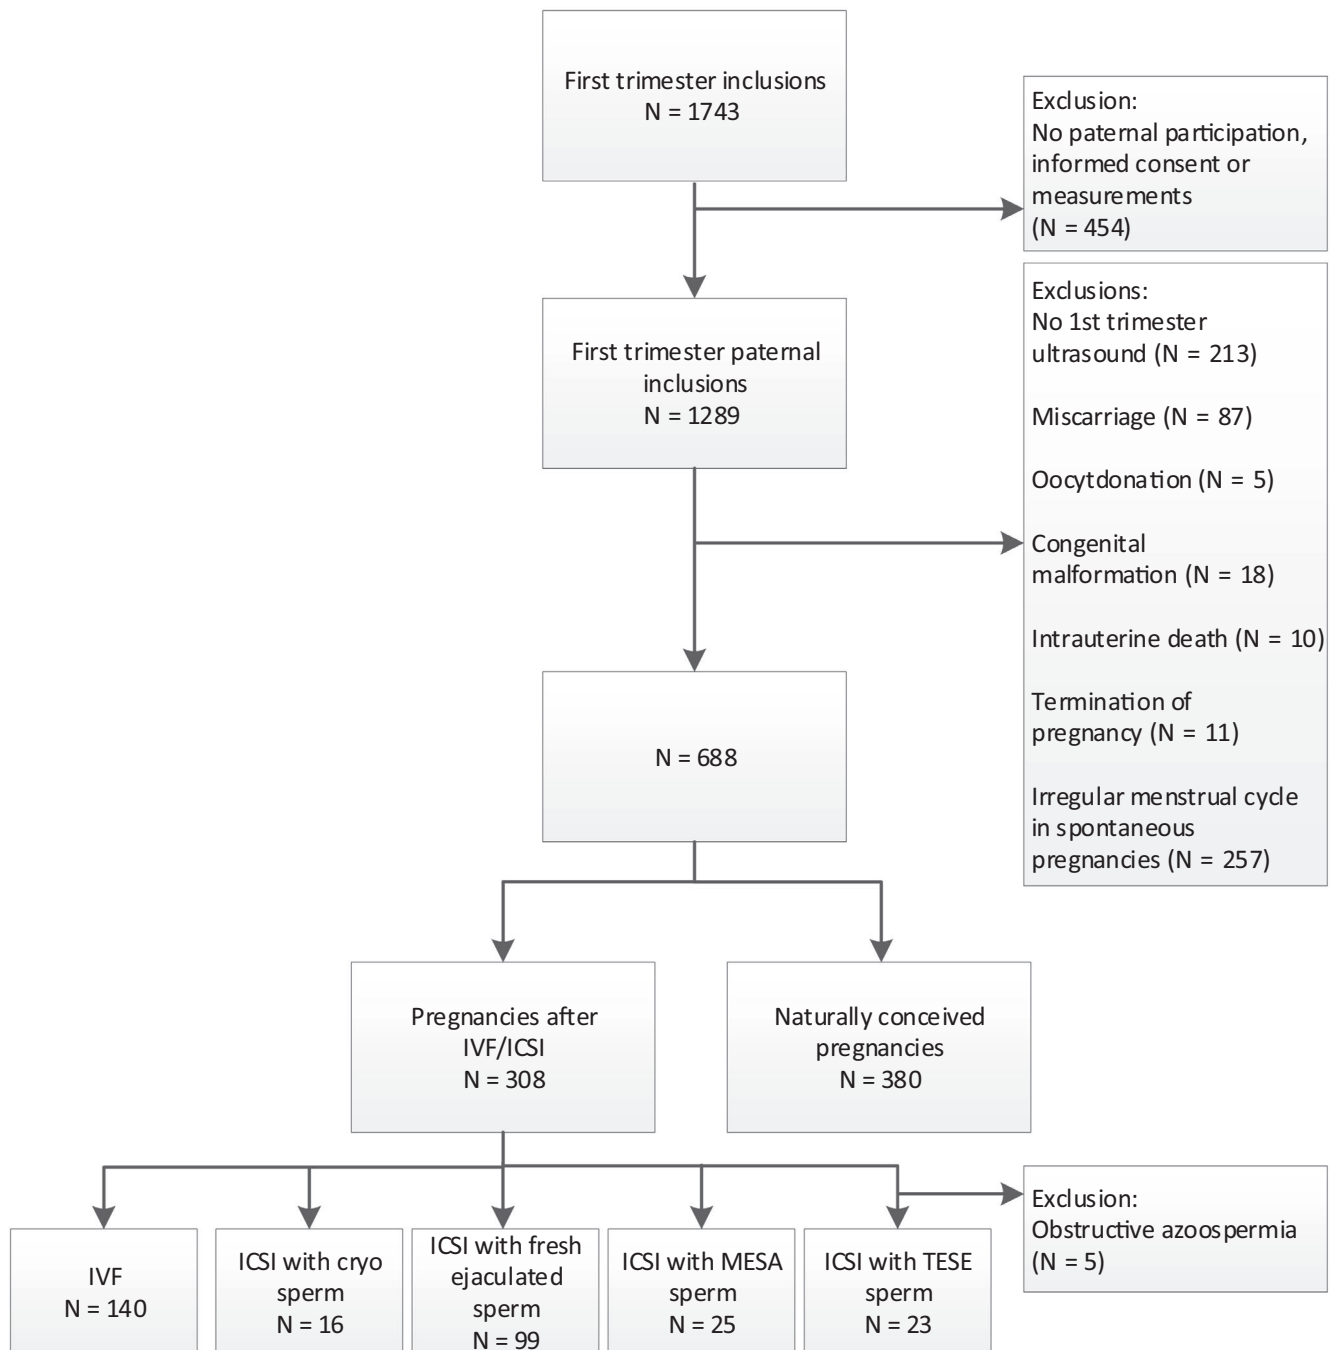 First trimester inclusions
N = 1743
Exclusion:
No paternal participation,
informed consent or
measurements
(N = 454)
First trimester paternal
inclusions
N = 1289
Exclusions:
No 1st trimester
ultrasound (N = 213)
Miscarriage (N = 87)
Oocytdonation (N = 5)
Congenital
malformation (N = 18)
Intrauterine death (N = 10)
Termination of
pregnancy (N = 11)
Irregular menstrual cycle
in spontaneous
pregnancies (N = 257)
N = 688
Pregnancies after
IVF/ICSI
N = 308
Naturally conceived
pregnancies
N = 380
Exclusion:
Obstructive azoospermia
(N = 5)
IVF
N = 140
ICSI with cryo
sperm
N = 16
ICSI with fresh
ejaculated
sperm
N = 99
ICSI with MESA
sperm
N = 25
ICSI with TESE
sperm
N = 23